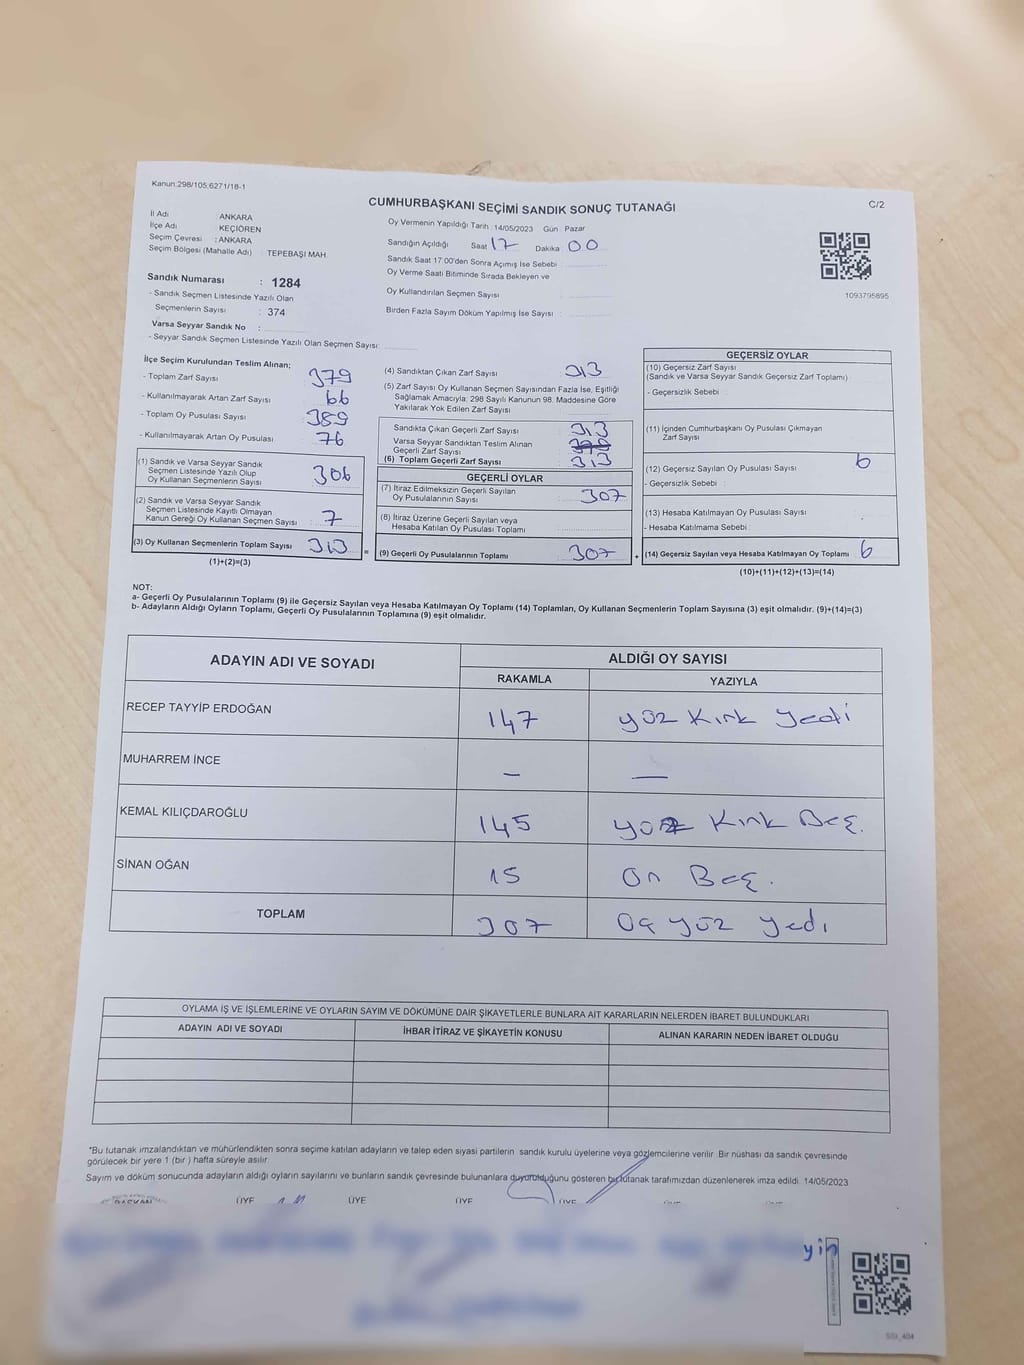 Kanun:298/105,6271/18-1
CUMHURBAŞKANI SEÇİMİ SANDIK SONUÇ TUTANAĞI
C/2
İl Adı : ANKARA
İlçe Adı : KEÇİÖREN
Seçim Çevresi : ANKARA
Seçim Bölgesi (Mahalle Adı) : TEPEBAŞI MAH.
Sandık Numarası : 1284
- Sandık Seçmen Listesinde Yazılı Olan
Seçmenlerin Sayısı : 374
Varsa Seyyar Sandık No :
- Seyyar Sandık Seçmen Listesinde Yazılı Olan Seçmen Sayısı:
Oy Vermenin Yapıldığı Tarih : 14/05/2023 Gün : Pazar
Sandığın Açıldığı Saat 17 Dakika 00
Sandık Saat 17:00'den Sonra Açımış İse Sebebi :
Oy Verme Saati Bitiminde Sırada Bekleyen ve
Oy Kullandırılan Seçmen Sayısı :
Birden Fazla Sayım Döküm Yapılmış İse Sayısı :
1093795895
İlçe Seçim Kurulundan Teslim Alınan;
- Toplam Zarf Sayısı : 379
- Kullanılmayarak Artan Zarf Sayısı : 66
- Toplam Oy Pusulası Sayısı : 389
- Kullanılmayarak Artan Oy Pusulası : 76
(1) Sandık ve Varsa Seyyar Sandık
Seçmen Listesinde Yazılı Olup
Oy Kullanan Seçmenlerin Sayısı : 306
(2) Sandık ve Varsa Seyyar Sandık
Seçmen Listesinde Kayıtlı Olmayan
Kanun Gereği Oy Kullanan Seçmen Sayısı : 7
(3) Oy Kullanan Seçmenlerin Toplam Sayısı : 313
(1)+(2)=(3)
=
(4) Sandıktan Çıkan Zarf Sayısı : 313
(5) Zarf Sayısı Oy Kullanan Seçmen Sayısından Fazla İse, Eşitliği
Sağlamak Amacıyla; 298 Sayılı Kanunun 98. Maddesine Göre
Yakılarak Yok Edilen Zarf Sayısı :
Sandıkta Çıkan Geçerli Zarf Sayısı : 313
Varsa Seyyar Sandıktan Teslim Alınan
Geçerli Zarf Sayısı :
(6) Toplam Geçerli Zarf Sayısı : 313
GEÇERLİ OYLAR
(7) İtiraz Edilmeksizin Geçerli Sayılan
Oy Pusulalarının Sayısı : 307
(8) İtiraz Üzerine Geçerli Sayılan veya
Hesaba Katılan Oy Pusulası Toplamı :
(9) Geçerli Oy Pusulalarının Toplamı : 307
+
GEÇERSİZ OYLAR
(10) Geçersiz Zarf Sayısı
(Sandık ve Varsa Seyyar Sandık Geçersiz Zarf Toplamı) :
- Geçersizlik Sebebi :
(11) İçinden Cumhurbaşkanı Oy Pusulası Çıkmayan
Zarf Sayısı :
(12) Geçersiz Sayılan Oy Pusulası Sayısı : 6
- Geçersizlik Sebebi :
(13) Hesaba Katılmayan Oy Pusulası Sayısı :
- Hesaba Katılmama Sebebi :
(14) Geçersiz Sayılan veya Hesaba Katılmayan Oy Toplamı : 6
(10)+(11)+(12)+(13)=(14)
NOT:
a- Geçerli Oy Pusulalarının Toplamı (9) ile Geçersiz Sayılan veya Hesaba Katılmayan Oy Toplamı (14) Toplamları, Oy Kullanan Seçmenlerin Toplam Sayısına (3) eşit olmalıdır. (9)+(14)=(3)
b- Adayların Aldığı Oyların Toplamı, Geçerli Oy Pusulalarının Toplamına (9) eşit olmalıdır.
ADAYIN ADI VE SOYADI
ALDIĞI OY SAYISI
RAKAMLA YAZIYLA
RECEP TAYYİP ERDOĞAN 147 yüz Kırk yedi
MUHARREM İNCE — —
KEMAL KILIÇDAROĞLU 145 yüz Kırk Beş.
SİNAN OĞAN 15 On Beş.
TOPLAM 307 Üç yüz yedi
OYLAMA İŞ VE İŞLEMLERİNE VE OYLARIN SAYIM VE DÖKÜMÜNE DAİR ŞİKAYETLERLE BUNLARA AİT KARARLARIN NELERDEN İBARET BULUNDUKLARI
ADAYIN ADI VE SOYADI İHBAR İTİRAZ VE ŞİKAYETİN KONUSU ALINAN KARARIN NEDEN İBARET OLDUĞU
*Bu tutanak imzalandıktan ve mühürlendikten sonra seçime katılan adayların ve talep eden siyasi partilerin sandık kurulu üyelerine veya gözlemcilerine verilir. Bir nüshası da sandık çevresinde
görülecek bir yere 1 (bir) hafta süreyle asılır.
Sayım ve döküm sonucunda adayların aldığı oyların sayılarını ve bunların sandık çevresinde bulunanlara duyurulduğunu gösteren bu tutanak tarafımızdan düzenlenerek imza edildi. 14/05/2023
BAŞKAN ÜYE ÜYE ÜYE ÜYE
yin